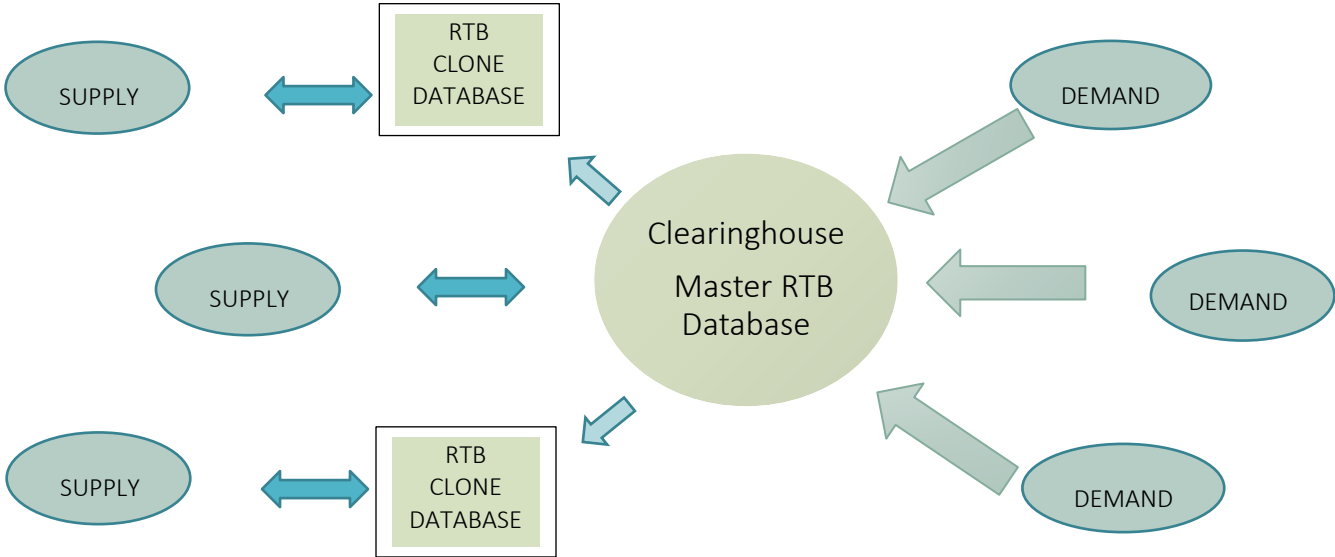 SUPPLY
RTB
CLONE
DATABASE
DEMAND
SUPPLY
Clearinghouse
Master RTB
Database
DEMAND
SUPPLY
RTB
CLONE
DATABASE
DEMAND